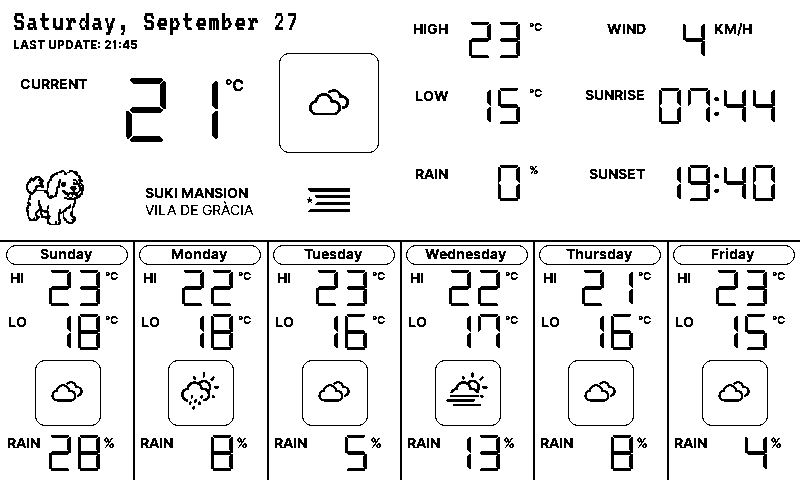 Saturday, September 27
LAST UPDATE: 21:45
CURRENT 21 °C
HIGH 23 °C
WIND 4 KM/H
LOW 15 °C
SUNRISE 07:44
RAIN 0 %
SUNSET 19:40
SUKI MANSION
VILA DE GRÀCIA
Sunday
HI 23 °C
LO 18 °C
RAIN 28 %
Monday
HI 22 °C
LO 18 °C
RAIN 8 %
Tuesday
HI 23 °C
LO 16 °C
RAIN 5 %
Wednesday
HI 22 °C
LO 17 °C
RAIN 13 %
Thursday
HI 21 °C
LO 16 °C
RAIN 8 %
Friday
HI 23 °C
LO 15 °C
RAIN 4 %